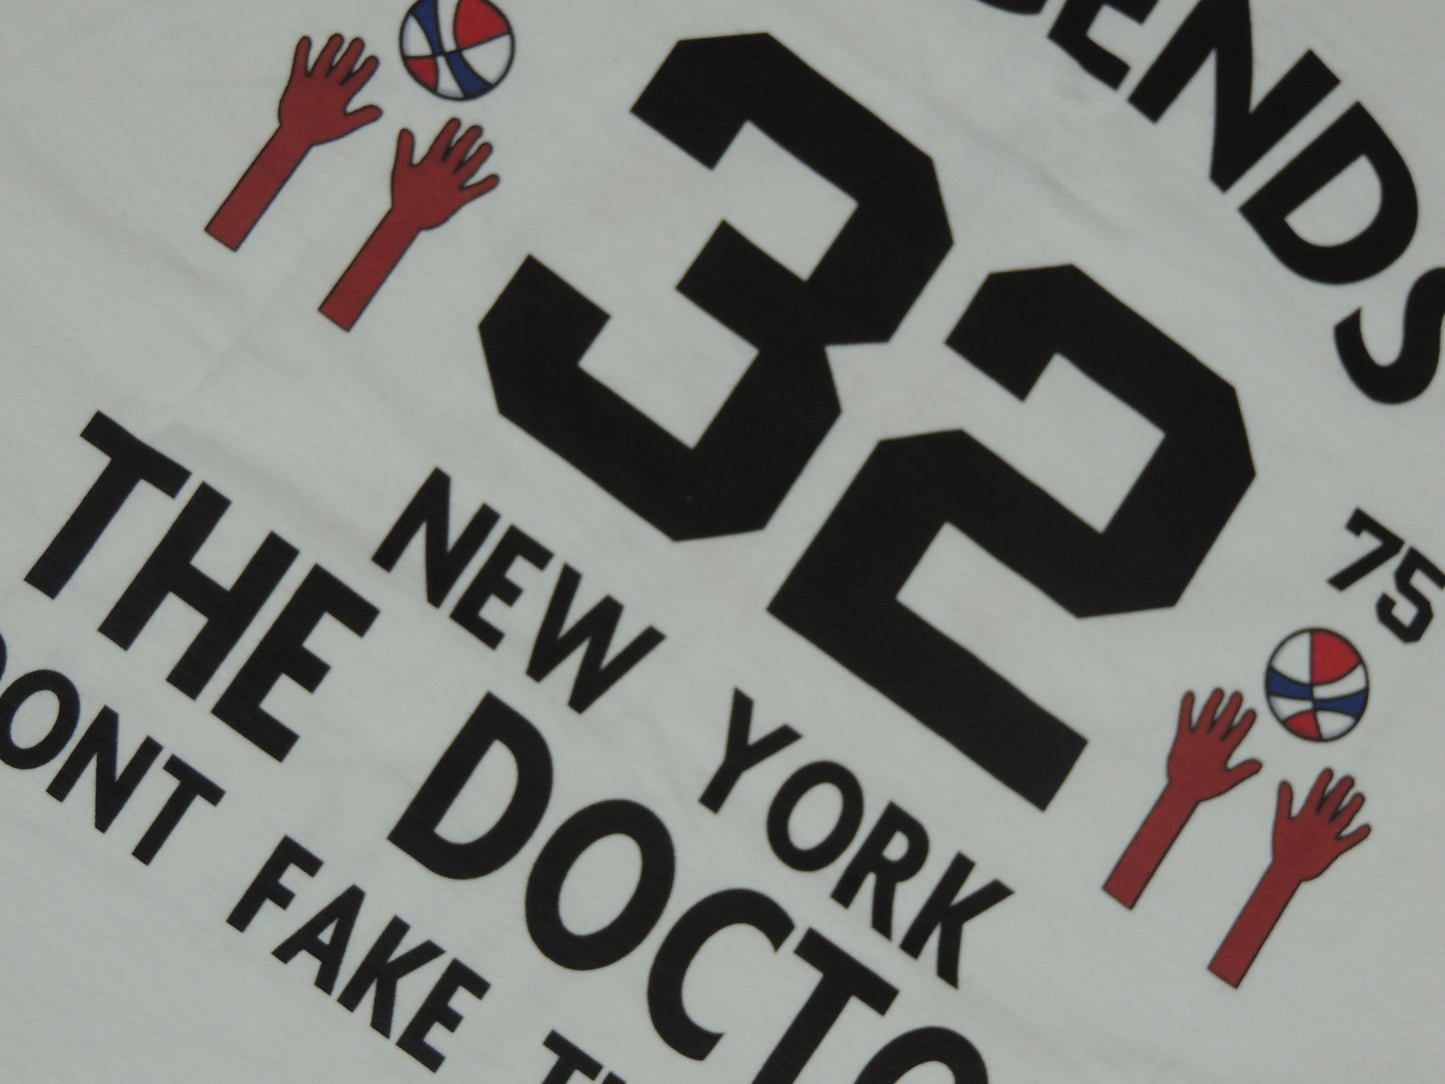 ENDS
32
75
NEW YORK
THE DOCTO
DONT FAKE